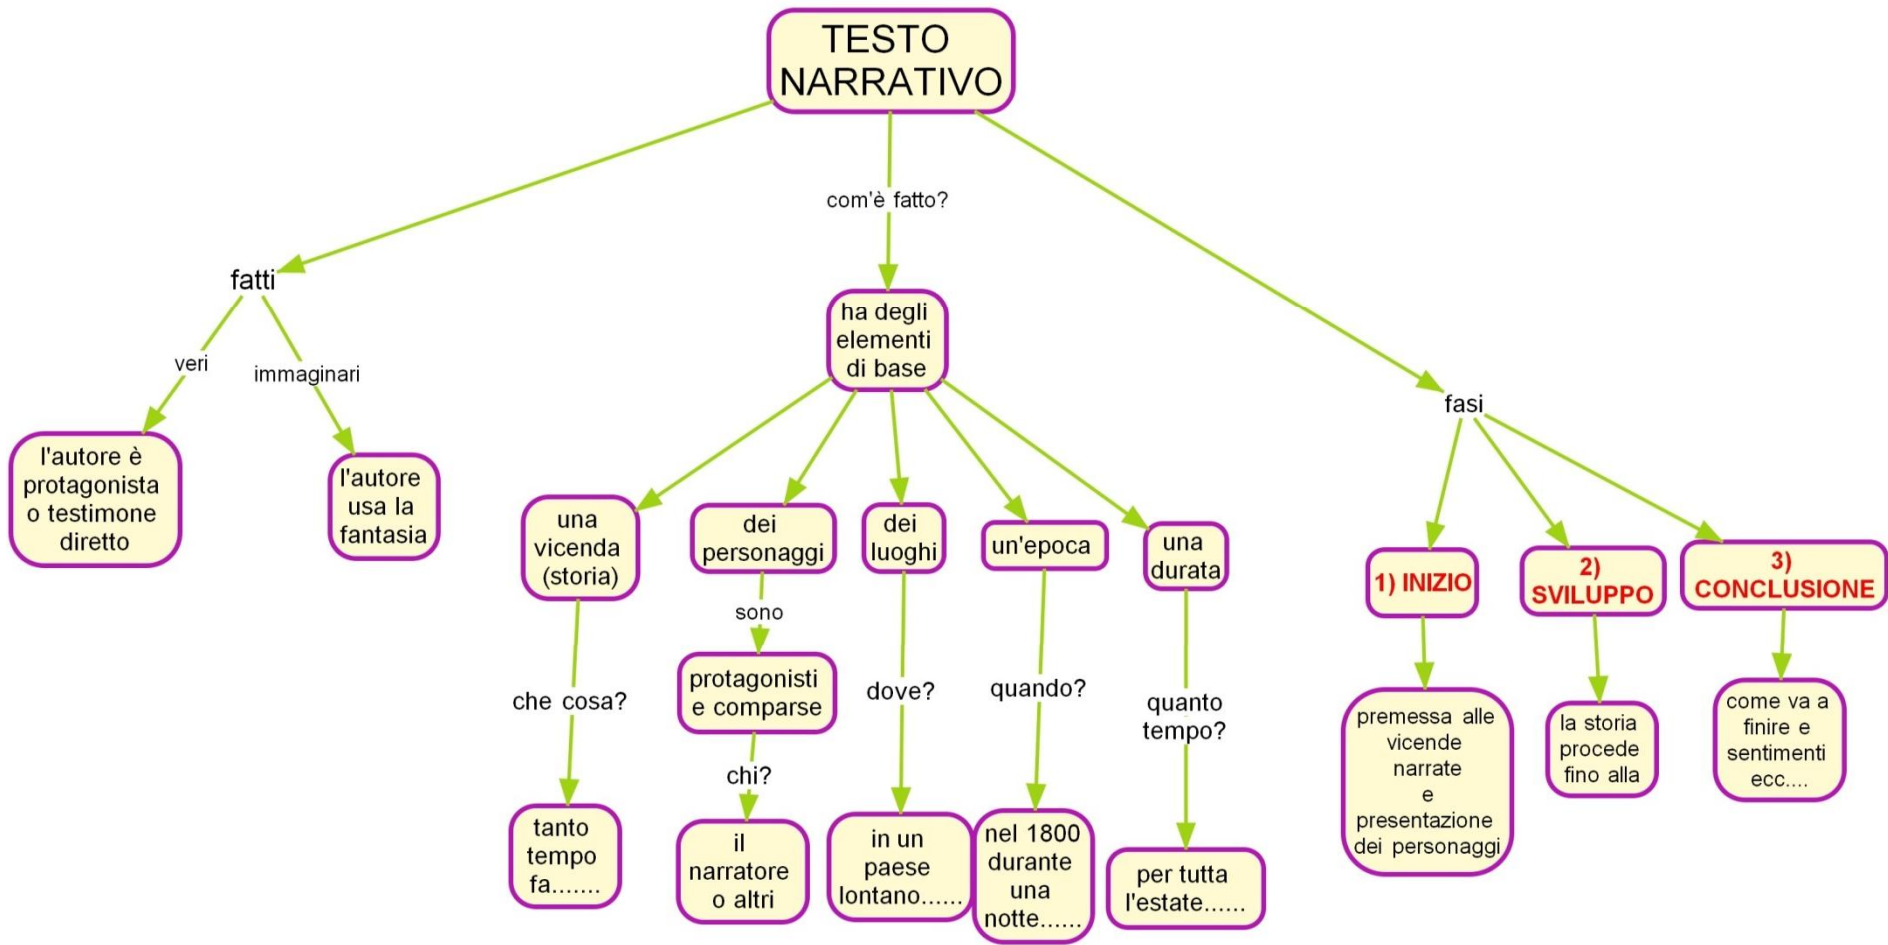 TESTO
NARRATIVO
com'è fatto?
fatti
veri
immaginari
l'autore è
protagonista
o testimone
diretto
l'autore
usa la
fantasia
ha degli
elementi
di base
una
vicenda
(storia)
che cosa?
tanto
tempo
fa.......
dei
personaggi
sono
protagonisti
e comparse
chi?
il
narratore
o altri
dei
luoghi
dove?
in un
paese
lontano......
un'epoca
quando?
nel 1800
durante
una
notte......
una
durata
quanto
tempo?
per tutta
l'estate......
fasi
1) INIZIO
premessa alle
vicende
narrate
e
presentazione
dei personaggi
2)
SVILUPPO
la storia
procede
fino alla
3)
CONCLUSIONE
come va a
finire e
sentimenti
ecc....